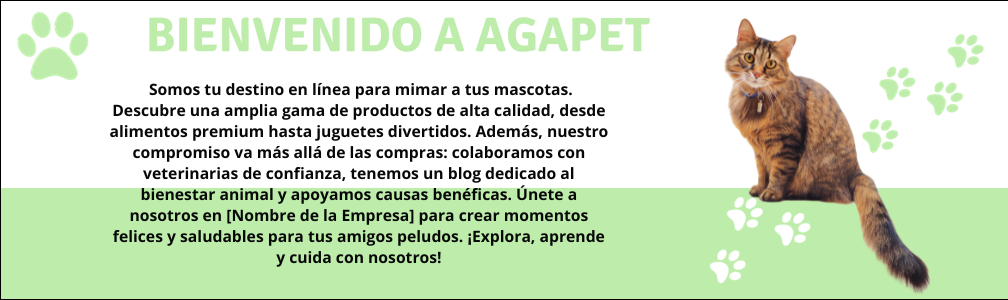 BIENVENIDO A AGAPET
Somos tu destino en línea para mimar a tus mascotas.
Descubre una amplia gama de productos de alta calidad, desde
alimentos premium hasta juguetes divertidos. Además, nuestro
compromiso va más allá de las compras: colaboramos con
veterinarias de confianza, tenemos un blog dedicado al
bienestar animal y apoyamos causas benéficas. Únete a
nosotros en [Nombre de la Empresa] para crear momentos
felices y saludables para tus amigos peludos. ¡Explora, aprende
y cuida con nosotros!